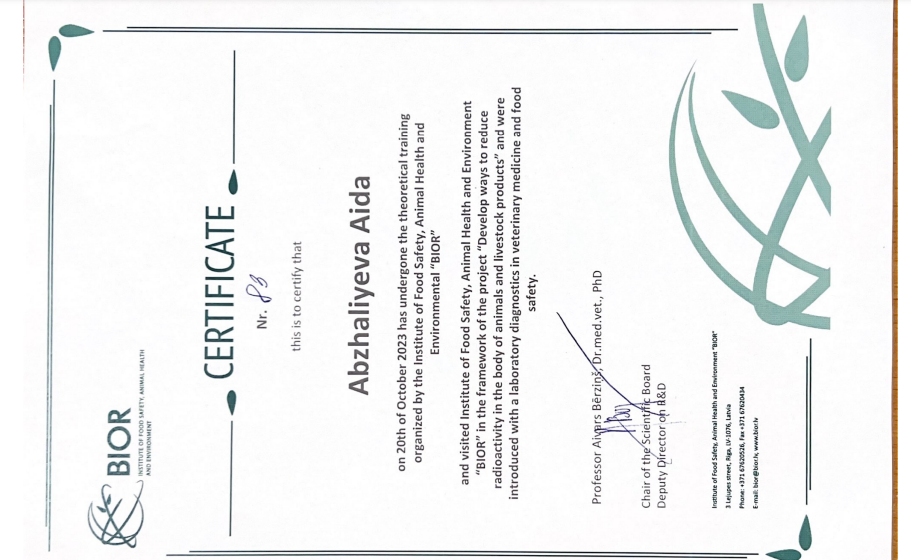 BIOR
INSTITUTE OF FOOD SAFETY, ANIMAL HEALTH
AND ENVIRONMENT
CERTIFICATE
Nr. 83
this is to certify that
Abzhaliyeva Aida
on 20th of October 2023 has undergone the theoretical training
organized by the Institute of Food Safety, Animal Health and
Environmental "BIOR"
and visited Institute of Food Safety, Animal Health and Environment
"BIOR" in the framework of the project "Develop ways to reduce
radioactivity in the body of animals and livestock products" and were
introduced with a laboratory diagnostics in veterinary medicine and food
safety.
Professor Aivars Bērziņš, Dr.med.vet., PhD
Chair of the Scientific Board
Deputy Director on R&D
Institute of Food Safety, Animal Health and Environment "BIOR"
3 Lejupes street, Riga, LV-1076, Latvia
Phone: +371 67620526, Fax +371 67620434
E-mail: bior@bior.lv, www.bior.lv